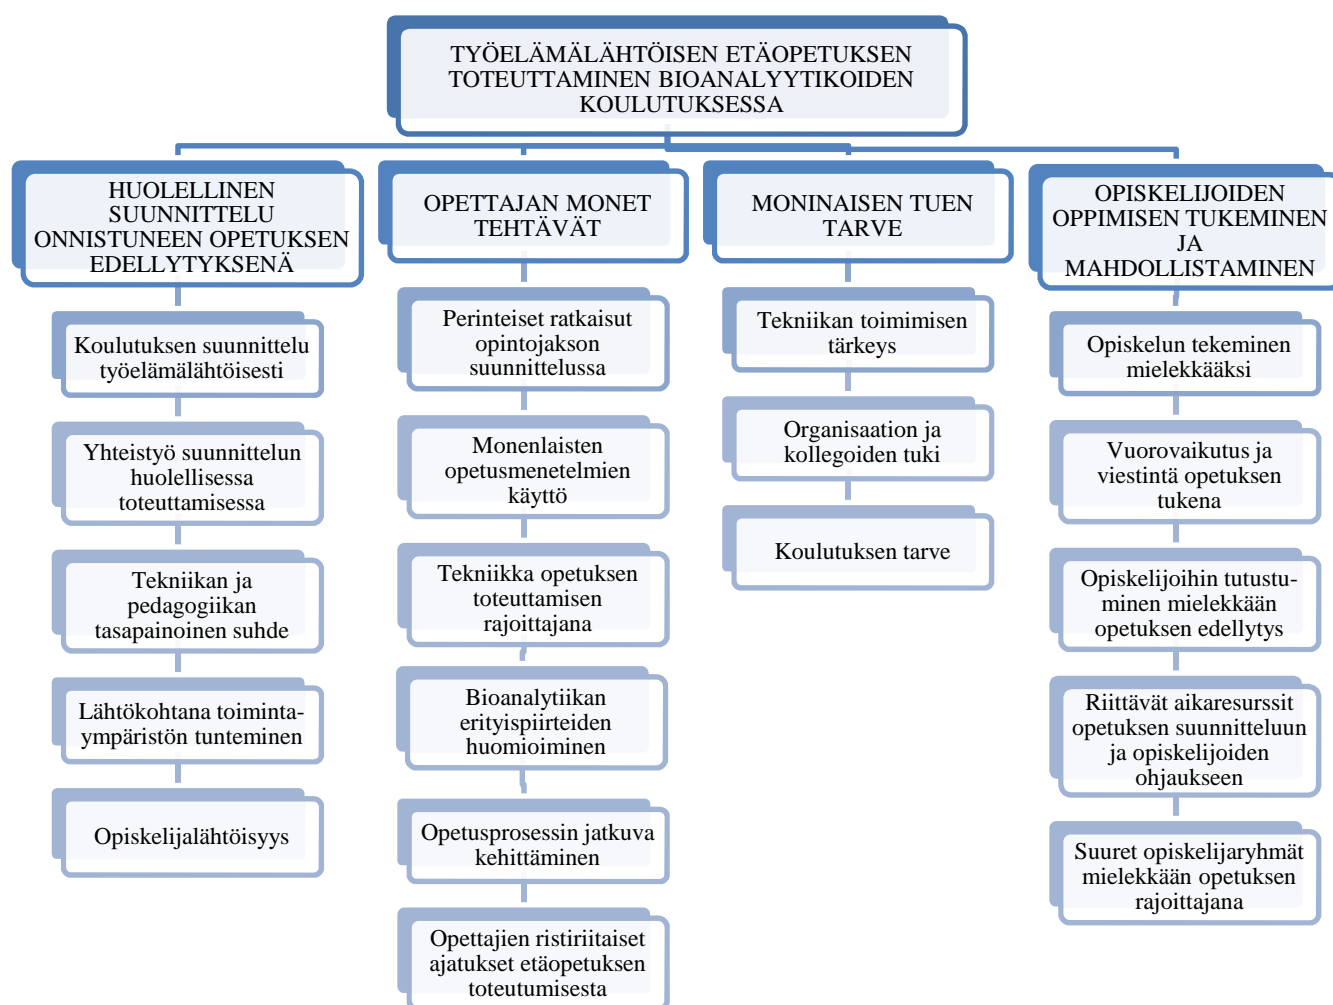 TYÖELÄMÄLÄHTÖISEN ETÄOPETUKSEN
TOTEUTTAMINEN BIOANALYYTIKOIDEN
KOULUTUKSESSA
HUOLELLINEN
SUUNNITTELU
ONNISTUNEEN OPETUKSEN
EDELLYTYKSENÄ
Koulutuksen suunnittelu
työelämälähtöisesti
Yhteistyö suunnittelun
huolellisessa
toteuttamisessa
Tekniikan ja
pedagogiikan
tasapainoinen suhde
Lähtökohtana toiminta-
ympäristön tunteminen
Opiskelijalähtöisyys
OPETTAJAN MONET
TEHTÄVÄT
Perinteiset ratkaisut
opintojakson
suunnittelussa
Monenlaisten
opetusmenetelmien
käyttö
Tekniikka opetuksen
toteuttamisen
rajoittajana
Bioanalytiikan
erityispiirteiden
huomioiminen
Opetusprosessin jatkuva
kehittäminen
Opettajien ristiriitaiset
ajatukset etäopetuksen
toteutumisesta
MONINAISEN TUEN
TARVE
Tekniikan toimimisen
tärkeys
Organisaation ja
kollegoiden tuki
Koulutuksen tarve
OPISKELIJOIDEN
OPPIMISEN TUKEMINEN
JA
MAHDOLLISTAMINEN
Opiskelun tekeminen
mielekkääksi
Vuorovaikutus ja
viestintä opetuksen
tukena
Opiskelijoihin tutustu-
minen mielekkään
opetuksen edellytys
Riittävät aikaresurssit
opetuksen suunnitteluun
ja opiskelijoiden
ohjaukseen
Suuret opiskelijaryhmät
mielekkään opetuksen
rajoittajana